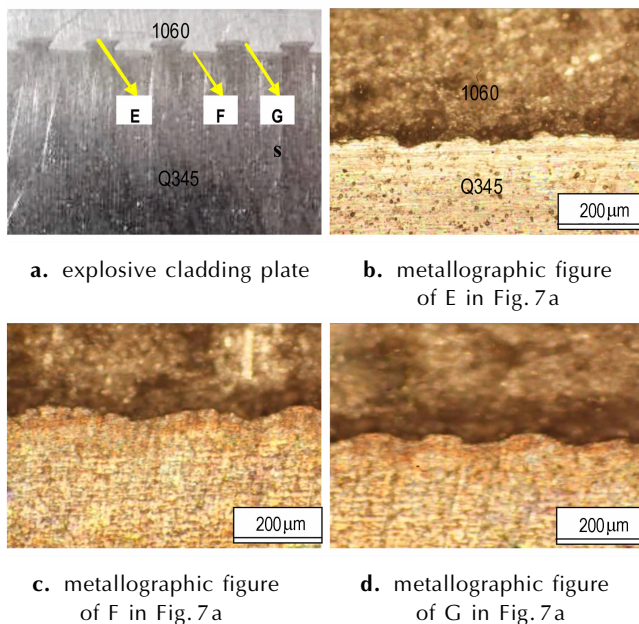 1060
E F G
s
Q345
1060
Q345
200µm
a. explosive cladding plate
b. metallographic figure
of E in Fig. 7a
200µm
200µm
c. metallographic figure
of F in Fig. 7a
d. metallographic figure
of G in Fig. 7a